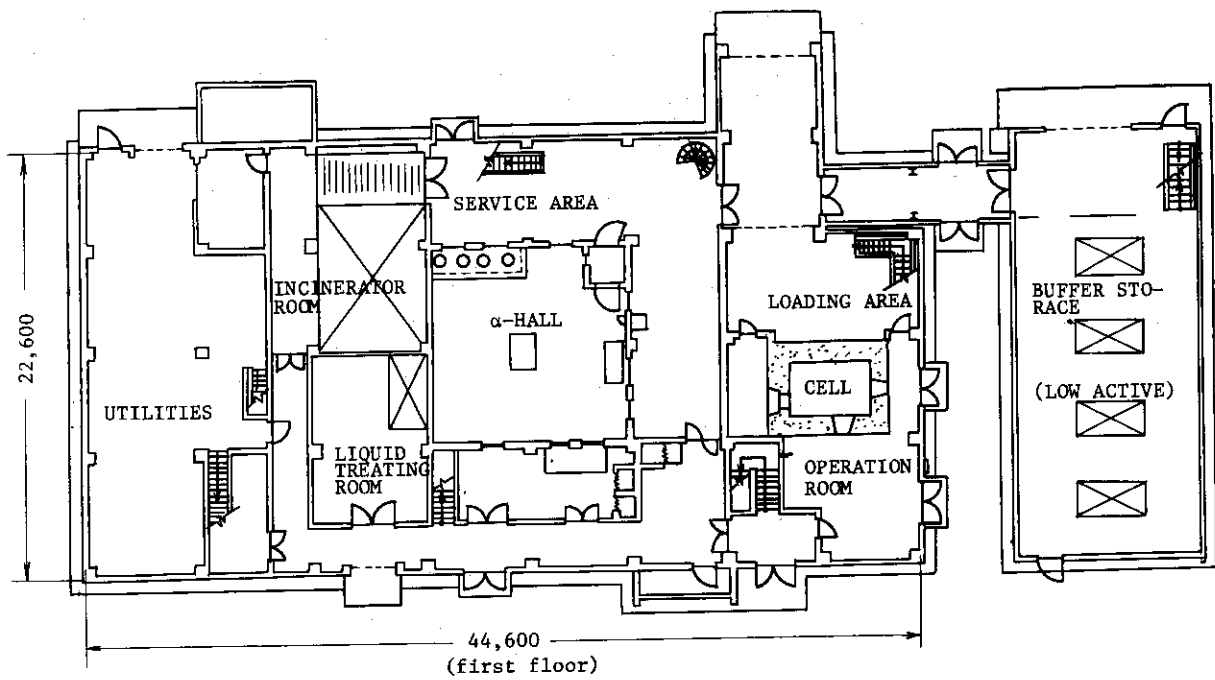 SERVICE AREA
INCINERATOR
ROOM
α-HALL
LOADING AREA
BUFFER STO-
RACE
22,600
UTILITIES
CELL
(LOW ACTIVE)
LIQUID
TREATING
ROOM
OPERATION
ROOM
44,600
(first floor)